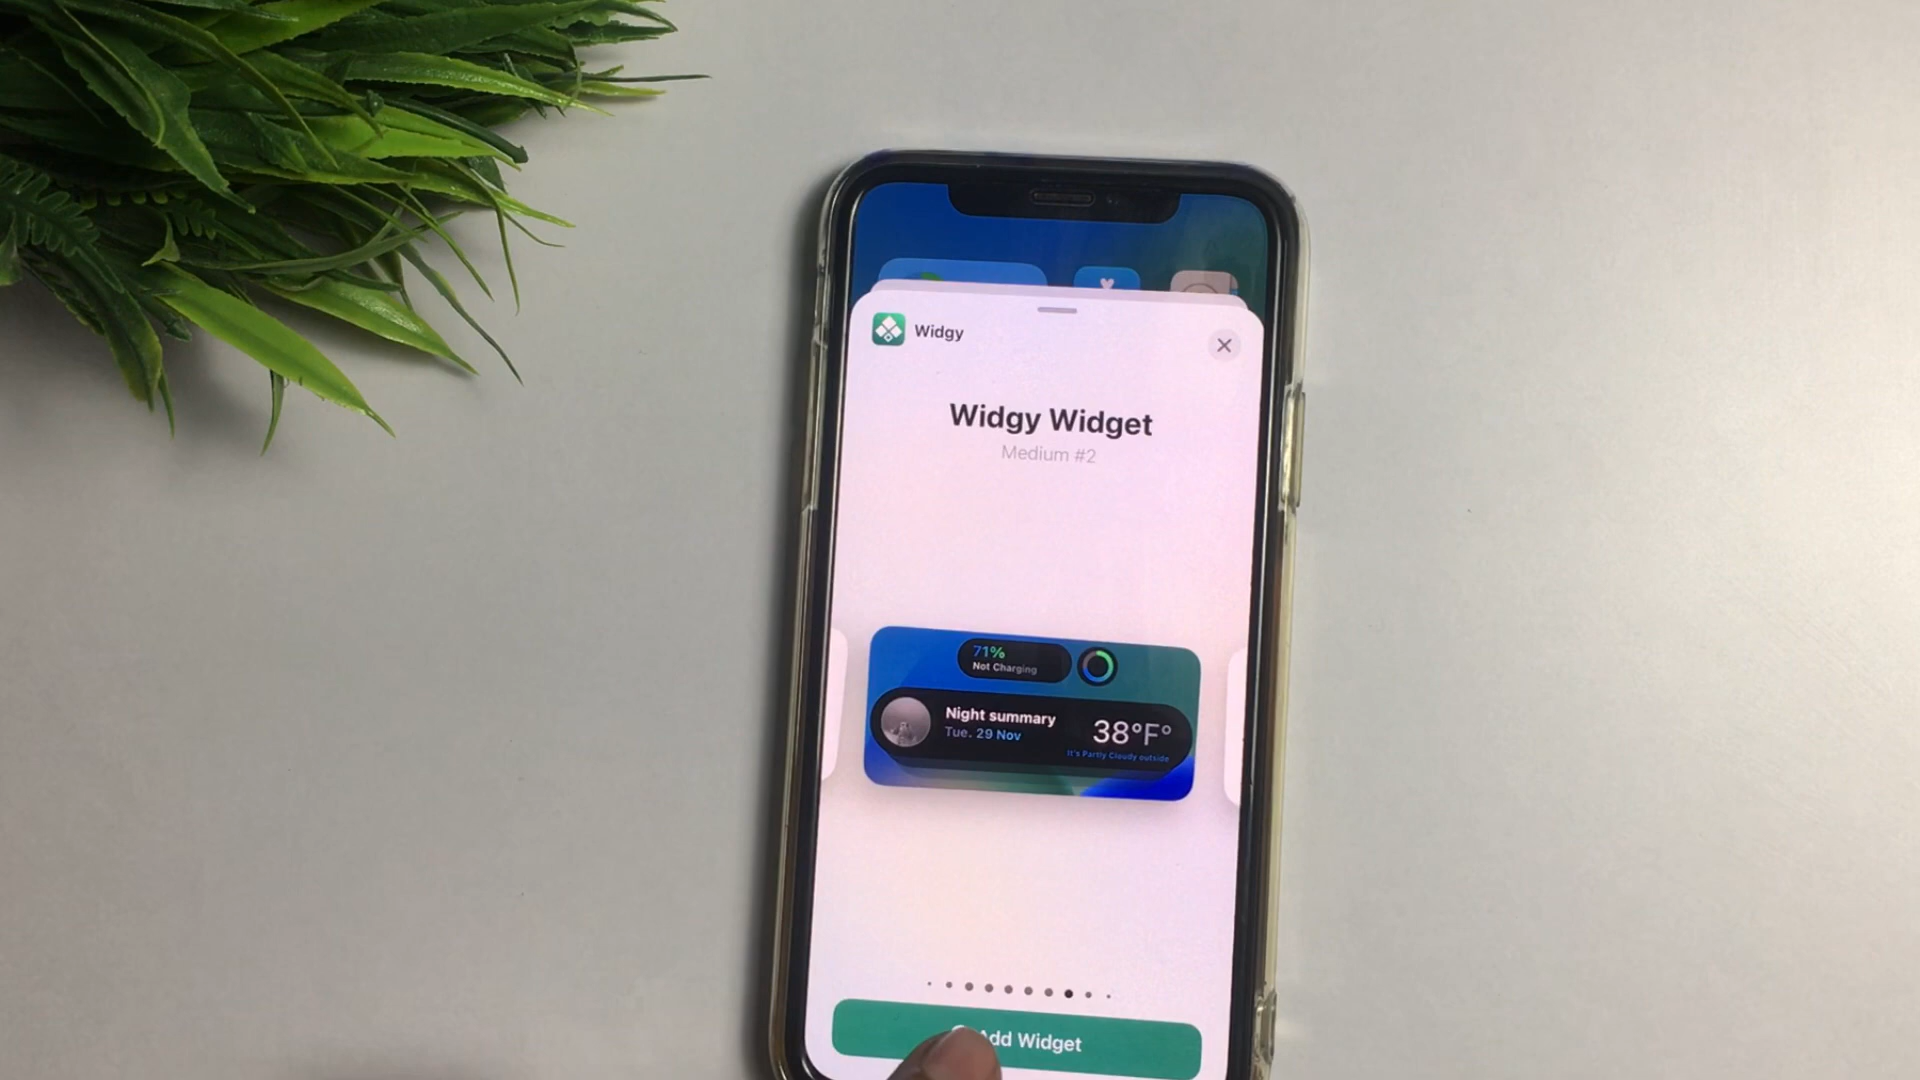 Widgy
Widgy Widget
Medium #2
71%
Not Charging
Night summary
Tue. 29 Nov
38°F°
It's Partly Cloudy outside
Add Widget